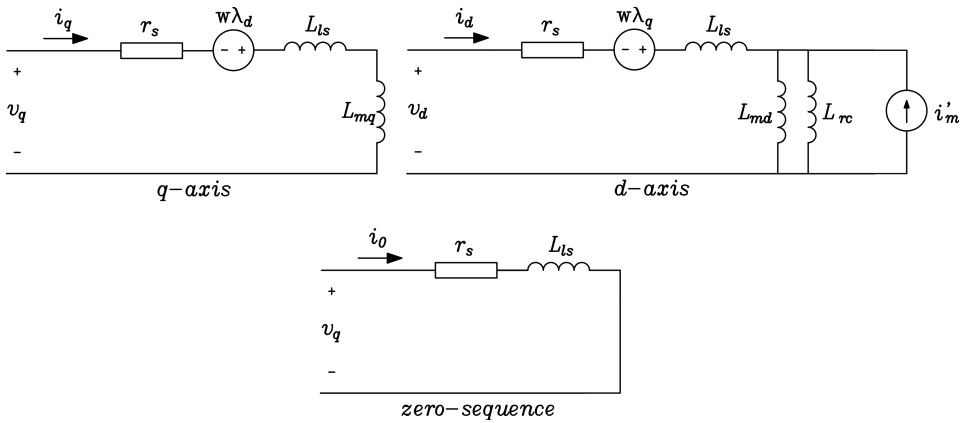 i_q r_s wλ_d L_ls
+ - +
v_q L_mq
-
q-axis
i_d r_s wλ_q L_ls
+ - +
v_d L_md L_rc i'_m
-
d-axis
i_0 r_s L_ls
+
v_q
-
zero-sequence